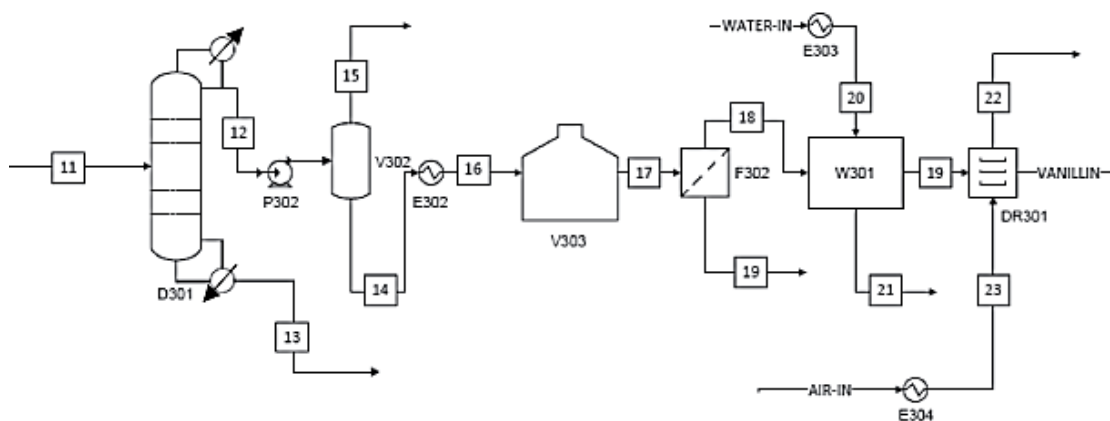 WATER-IN
E303
15
22
12
20
18
11
V302
16
17
F302
W301
19
VANILLIN
P302
E302
DR301
V303
14
19
21
23
D301
13
AIR-IN
E304